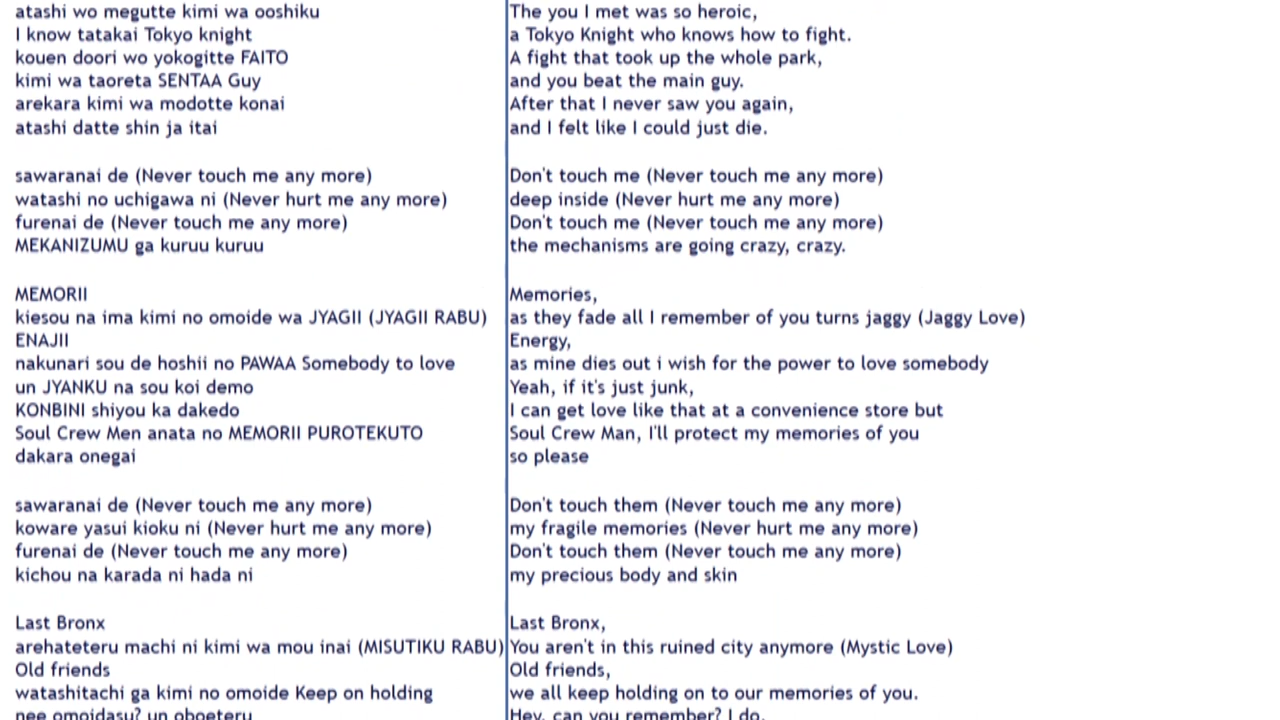 atashi wo megutte kimi wa ooshiku
I know tatakai Tokyo knight
kouen doori wo yokogitte FAITO
kimi wa taoreta SENTAA Guy
arekara kimi wa modotte konai
atashi datte shin ja itai
sawaranai de (Never touch me any more)
watashi no uchigawa ni (Never hurt me any more)
furenai de (Never touch me any more)
MEKANIZUMU ga kuruu kuruu
MEMORII
kiesou na ima kimi no omoide wa JYAGII (JYAGII RABU)
ENAJII
nakunari sou de hoshii no PAWAA Somebody to love
un JYANKU na sou koi demo
KONBINI shiyou ka dakedo
Soul Crew Men anata no MEMORII PUROTEKUTO
dakara onegai
sawaranai de (Never touch me any more)
koware yasui kioku ni (Never hurt me any more)
furenai de (Never touch me any more)
kichou na karada ni hada ni
Last Bronx
arehateteru machi ni kimi wa mou inai (MISUTIKU RABU)
Old friends
watashitachi ga kimi no omoide Keep on holding
nee omoidasu? un oboeteru
The you I met was so heroic,
a Tokyo Knight who knows how to fight.
A fight that took up the whole park,
and you beat the main guy.
After that I never saw you again,
and I felt like I could just die.
Don't touch me (Never touch me any more)
deep inside (Never hurt me any more)
Don't touch me (Never touch me any more)
the mechanisms are going crazy, crazy.
Memories,
as they fade all I remember of you turns jaggy (Jaggy Love)
Energy,
as mine dies out i wish for the power to love somebody
Yeah, if it's just junk,
I can get love like that at a convenience store but
Soul Crew Man, I'll protect my memories of you
so please
Don't touch them (Never touch me any more)
my fragile memories (Never hurt me any more)
Don't touch them (Never touch me any more)
my precious body and skin
Last Bronx,
You aren't in this ruined city anymore (Mystic Love)
Old friends,
we all keep holding on to our memories of you.
Hey, can you remember? I do.